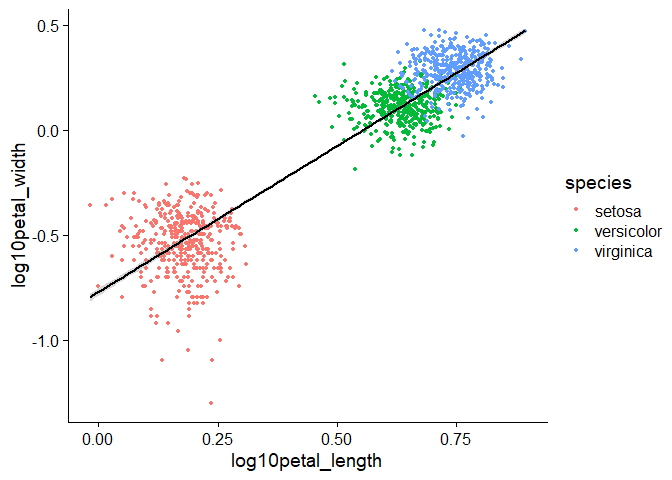 0.5
0.0
-0.5
-1.0
log10petal_width
0.00
0.25
0.50
0.75
log10petal_length
species
setosa
versicolor
virginica